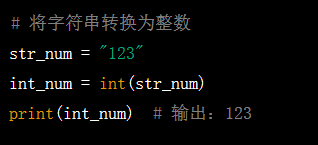 # 将字符串转换为整数
str_num = "123"
int_num = int(str_num)
print(int_num)  # 输出：123